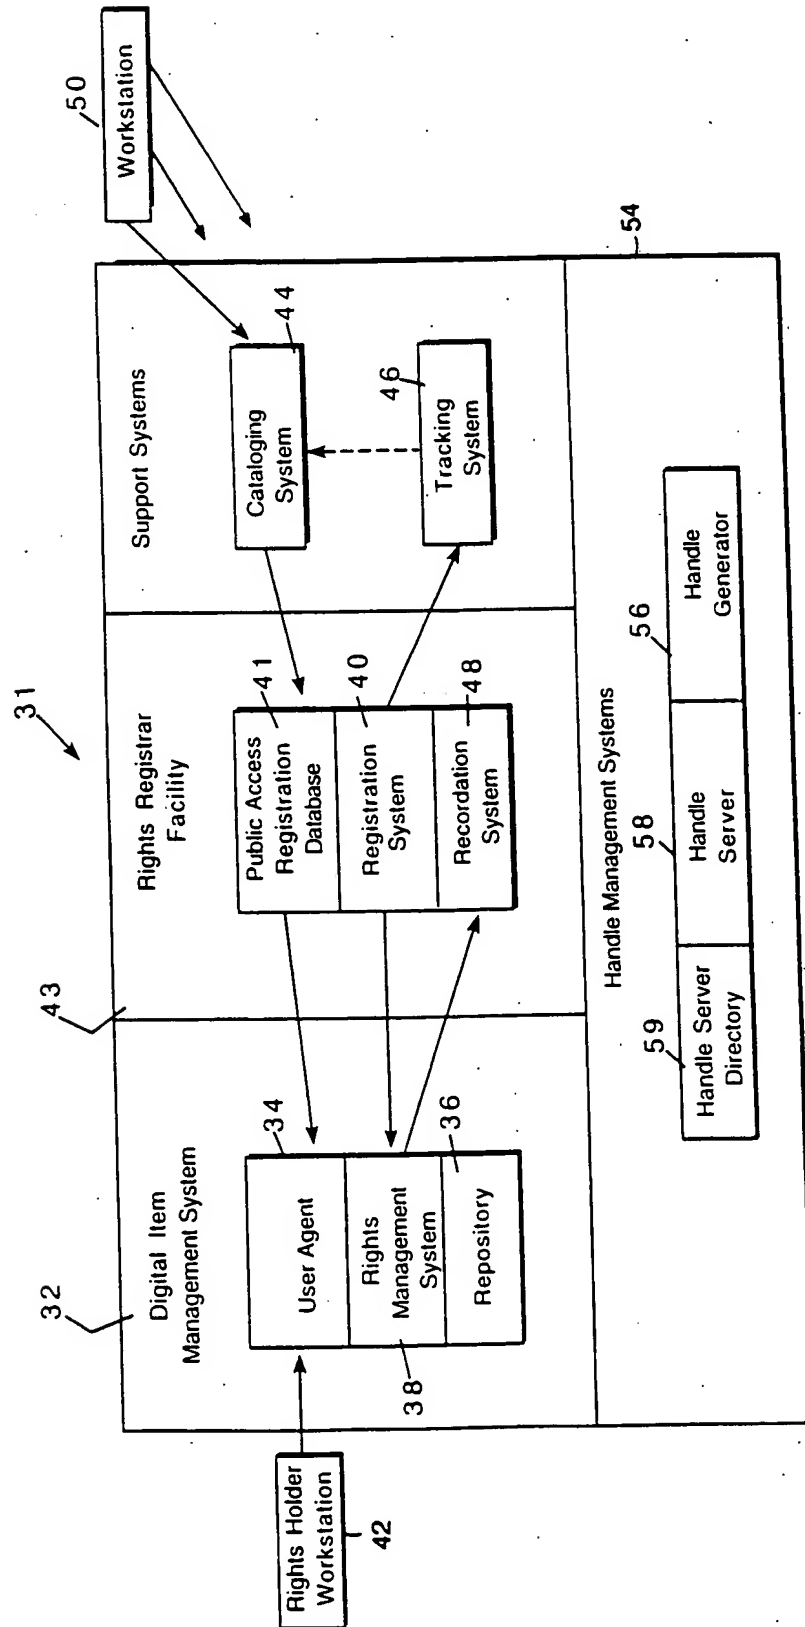 31
32
Digital Item
Management System
43
Rights Registrar
Facility
Support Systems
50
Workstation
Rights Holder
Workstation
42
34
User Agent
Rights
Management
System
38
36
Repository
41
Public Access
Registration
Database
40
Registration
System
48
Recordation
System
44
Cataloging
System
46
Tracking
System
54
Handle Management Systems
59
Handle Server
Directory
58
Handle
Server
56
Handle
Generator